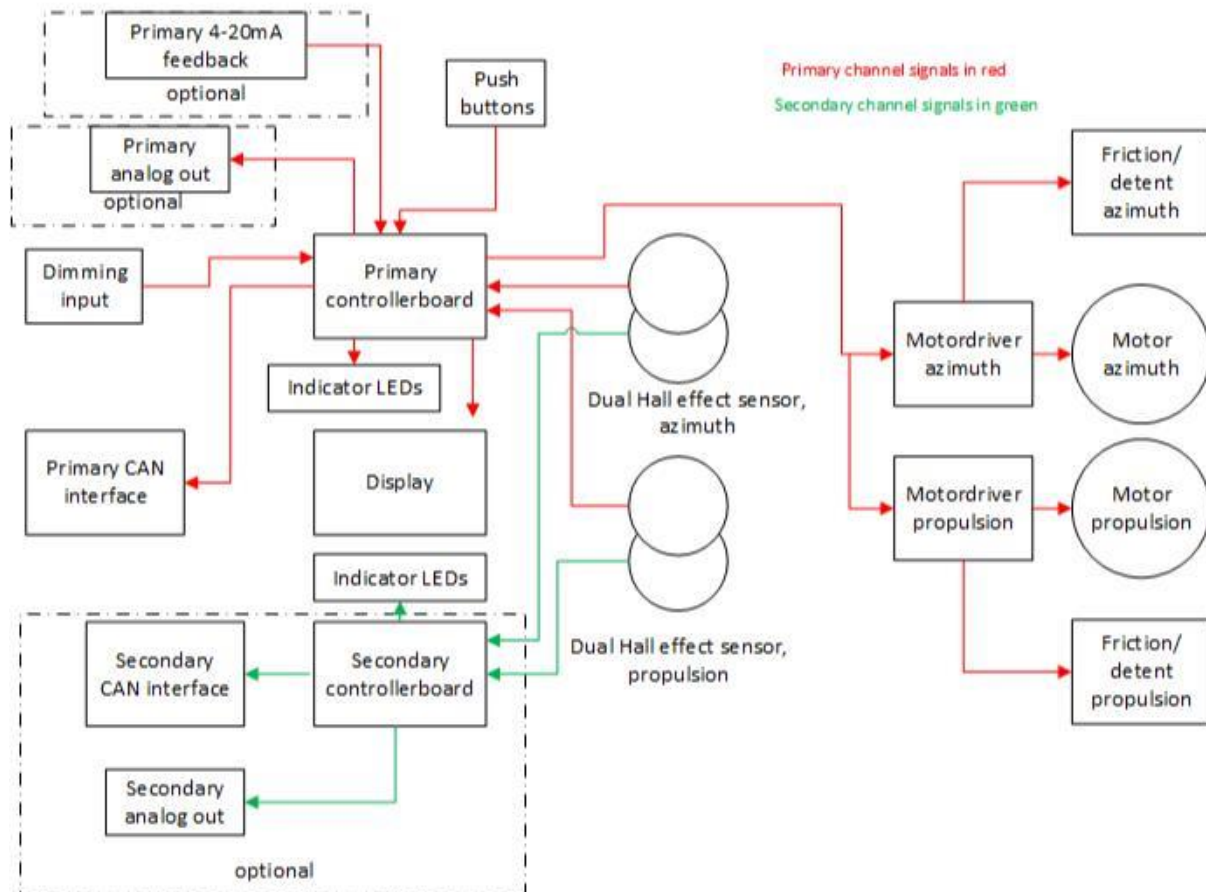 Primary 4-20mA
feedback
optional
Push
buttons
Primary channel signals in red
Secondary channel signals in green
Primary
analog out
optional
Friction/
detent
azimuth
Dimming
input
Primary
controllerboard
Motordriver
azimuth
Motor
azimuth
Indicator LEDs
Dual Hall effect sensor,
azimuth
Primary CAN
interface
Display
Motordriver
propulsion
Motor
propulsion
Indicator LEDs
Secondary
CAN interface
Secondary
controllerboard
Dual Hall effect sensor,
propulsion
Friction/
detent
propulsion
Secondary
analog out
optional